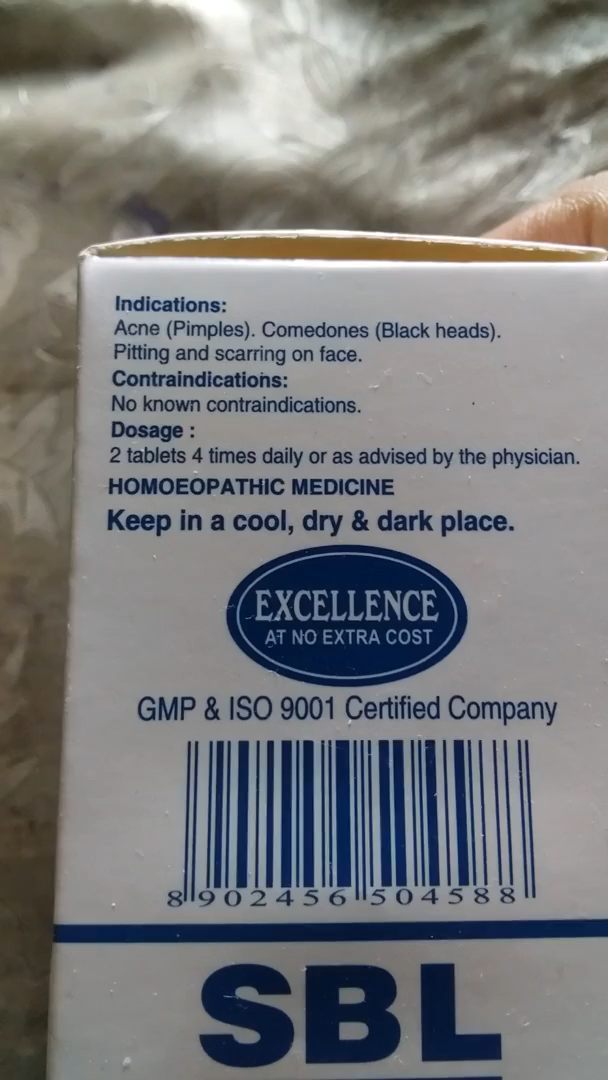 Indications:
Acne (Pimples). Comedones (Black heads).
Pitting and scarring on face.
Contraindications:
No known contraindications.
Dosage :
2 tablets 4 times daily or as advised by the physician.
HOMOEOPATHIC MEDICINE
Keep in a cool, dry & dark place.
EXCELLENCE
AT NO EXTRA COST
GMP & ISO 9001 Certified Company
8 902456 504588
SBL